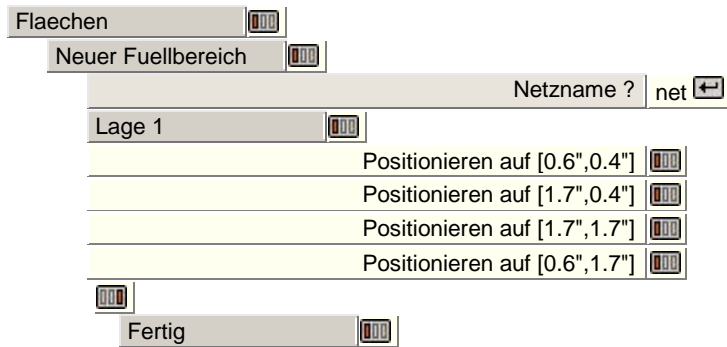 Flaechen
Neuer Fuellbereich
Netzname ? net
Lage 1
Positionieren auf [0.6",0.4"]
Positionieren auf [1.7",0.4"]
Positionieren auf [1.7",1.7"]
Positionieren auf [0.6",1.7"]
Fertig